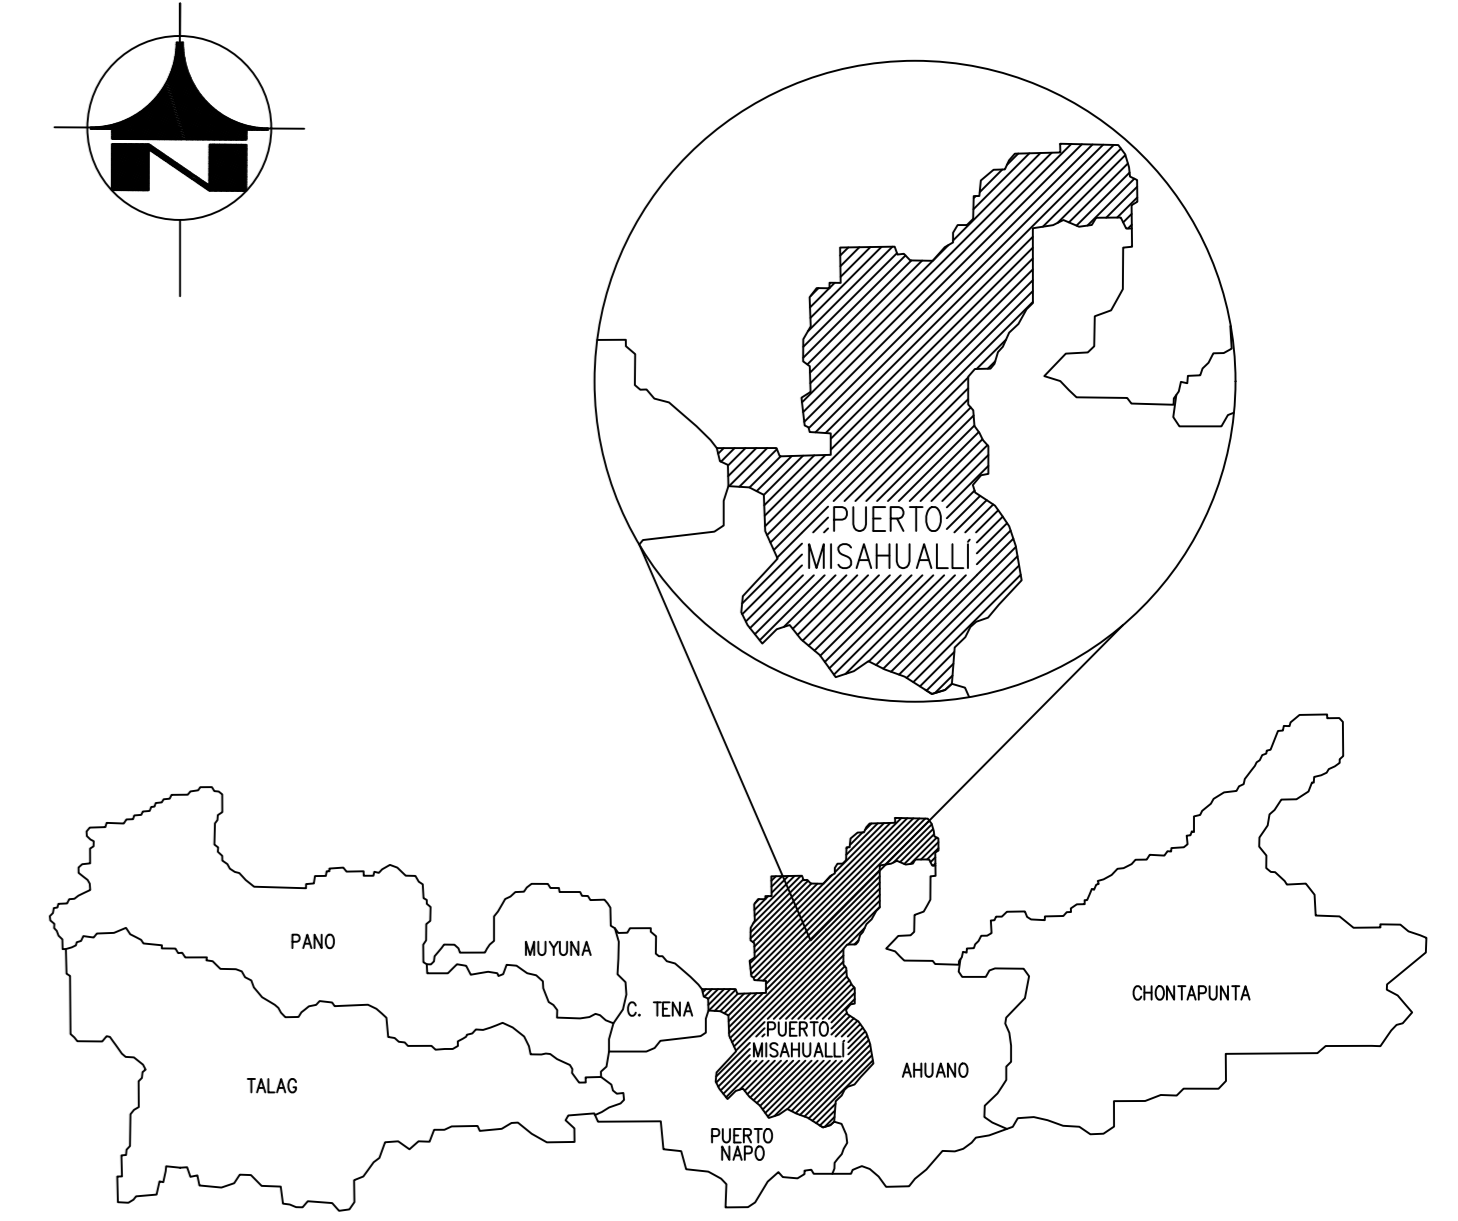 N
PUERTO
MISAHUALLÍ
PANO
MUYUNA
C. TENA
CHONTAPUNTA
PUERTO
MISAHUALLÍ
AHUANO
TALAG
PUERTO
NAPO